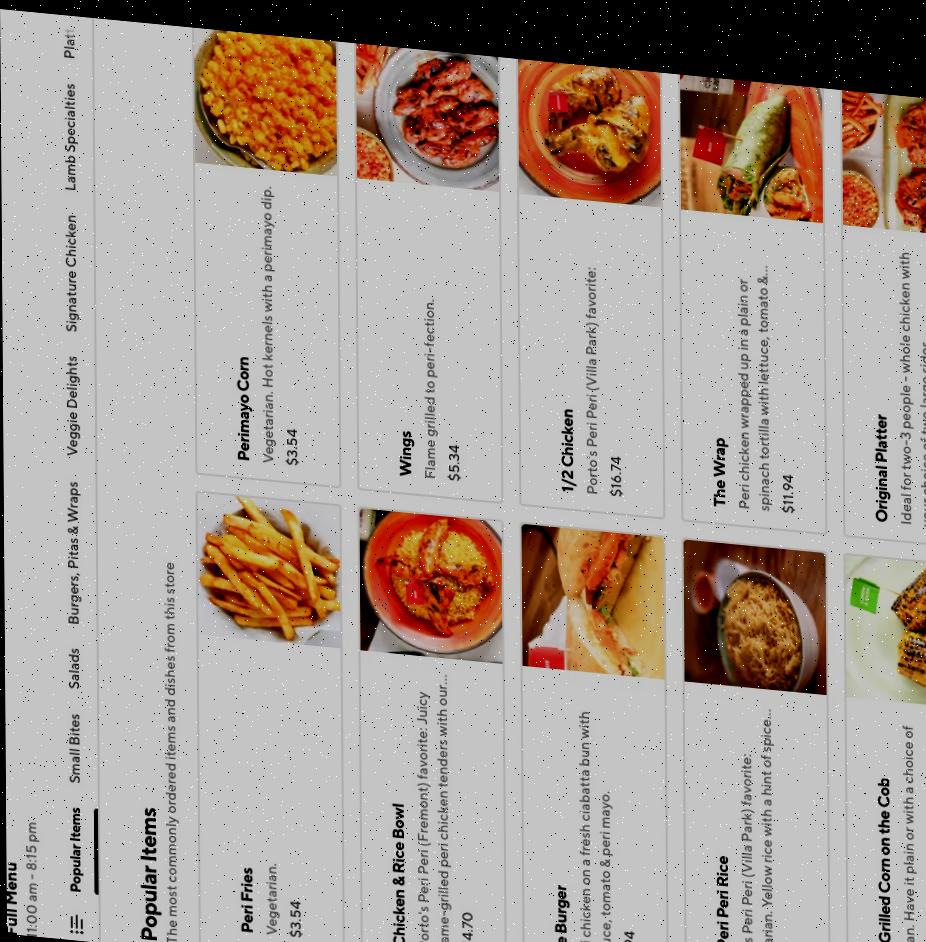 Full Menu
11:00 am - 8:15 pm
Popular Items Small Bites Salads Burgers, Pitas & Wraps Veggie Delights Signature Chicken Lamb Specialties
Popular Items
The most commonly ordered items and dishes from this store
Peri Fries
Vegetarian.
$3.54
Perimayo Corn
Vegetarian. Hot kernels with a perimayo dip.
$3.54
Chicken & Rice Bowl
orto's Peri Peri (Fremont) favorite: Juicy
ame-grilled peri chicken tenders with our...
4.70
Wings
Flame grilled to peri-fection.
$5.34
e Burger
chicken on a fresh ciabatta bun with
uce, tomato & peri mayo.
94
1/2 Chicken
Porto's Peri Peri (Villa Park) favorite:
$16.74
Peri Rice
s Peri Peri (Villa Park) favorite:
rian. Yellow rice with a hint of spice...
The Wrap
Peri chicken wrapped up in a plain or
spinach tortilla with lettuce, tomato &...
$11.94
Grilled Corn on the Cob
an. Have it plain or with a choice of
Original Platter
Ideal for two-3 people - whole chicken with